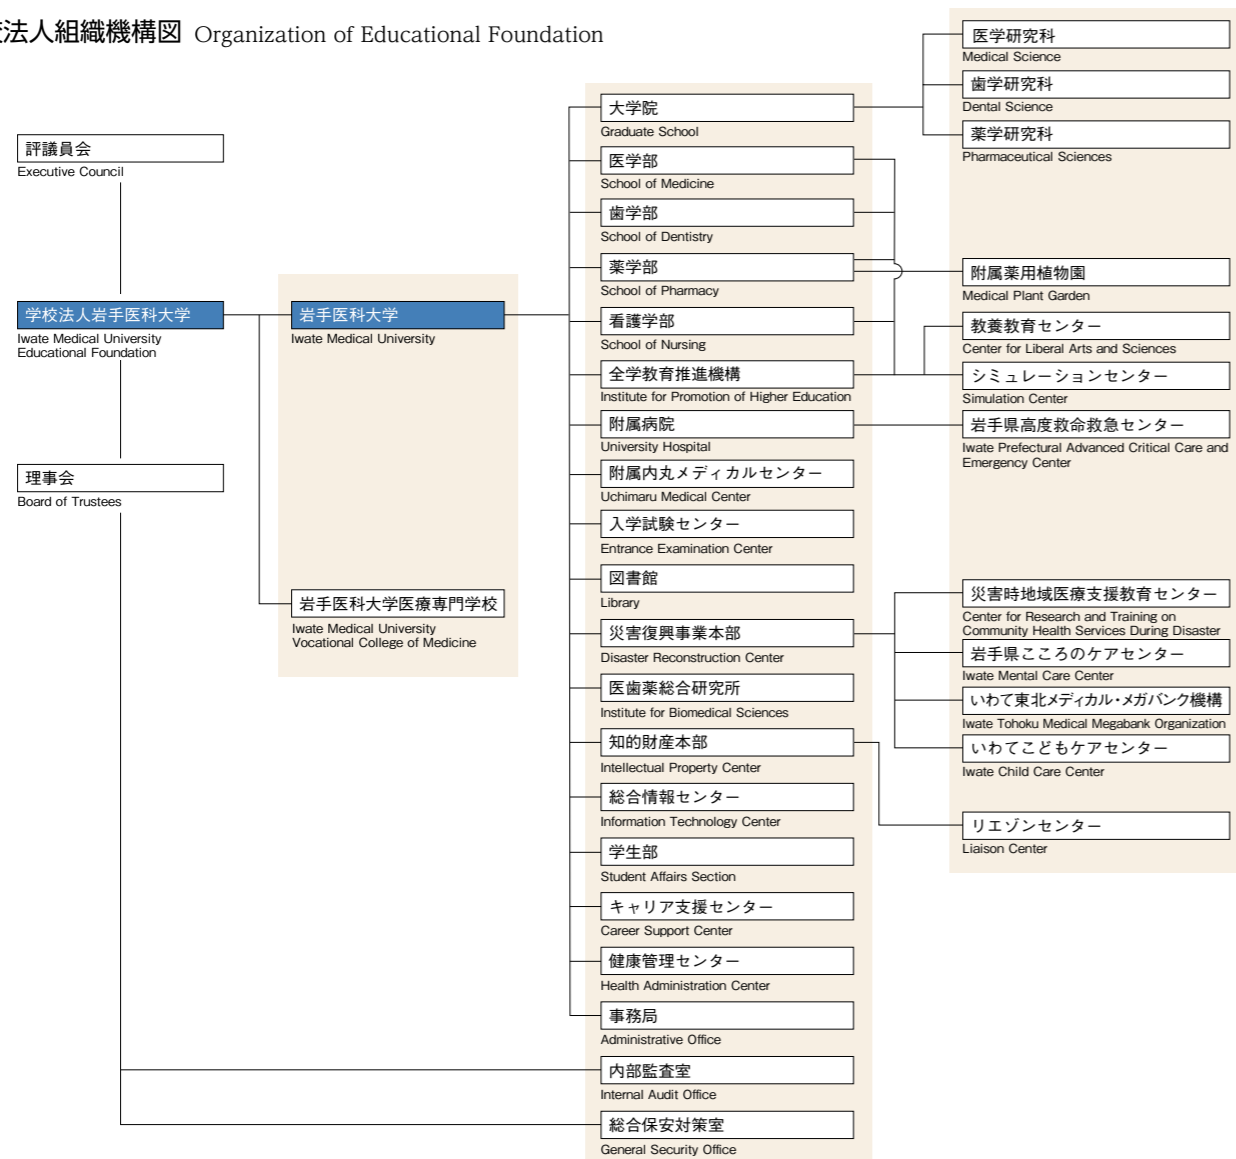 法人組織機構図 Organization of Educational Foundation
評議員会
Executive Council
学校法人岩手医科大学
Iwate Medical University
Educational Foundation
理事会
Board of Trustees
岩手医科大学
Iwate Medical University
岩手医科大学医療専門学校
Iwate Medical University
Vocational College of Medicine
大学院
Graduate School
医学部
School of Medicine
歯学部
School of Dentistry
薬学部
School of Pharmacy
看護学部
School of Nursing
全学教育推進機構
Institute for Promotion of Higher Education
附属病院
University Hospital
附属内丸メディカルセンター
Uchimaru Medical Center
入学試験センター
Entrance Examination Center
図書館
Library
災害復興事業本部
Disaster Reconstruction Center
医歯薬総合研究所
Institute for Biomedical Sciences
知的財産本部
Intellectual Property Center
総合情報センター
Information Technology Center
学生部
Student Affairs Section
キャリア支援センター
Career Support Center
健康管理センター
Health Administration Center
事務局
Administrative Office
内部監査室
Internal Audit Office
総合保安対策室
General Security Office
医学研究科
Medical Science
歯学研究科
Dental Science
薬学研究科
Pharmaceutical Sciences
附属薬用植物園
Medical Plant Garden
教養教育センター
Center for Liberal Arts and Sciences
シミュレーションセンター
Simulation Center
岩手県高度救命救急センター
Iwate Prefectural Advanced Critical Care and
Emergency Center
災害時地域医療支援教育センター
Center for Research and Training on
Community Health Services During Disaster
岩手県こころのケアセンター
Iwate Mental Care Center
いわて東北メディカル・メガバンク機構
Iwate Tohoku Medical Megabank Organization
いわてこどもケアセンター
Iwate Child Care Center
リエゾンセンター
Liaison Center